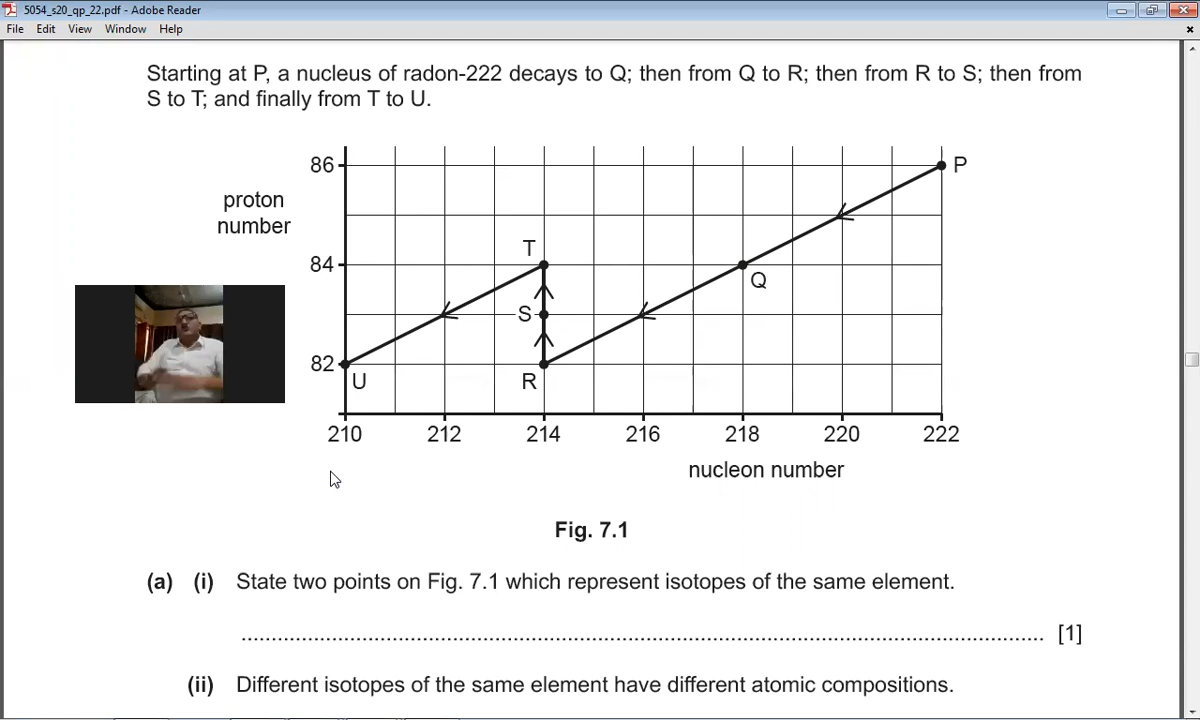 5054_s20_qp_22.pdf - Adobe Reader
File Edit View Window Help
Starting at P, a nucleus of radon-222 decays to Q; then from Q to R; then from R to S; then from
S to T; and finally from T to U.
86
proton
number
84
82
P
Q
T
S
R
U
210 212 214 216 218 220 222
nucleon number
Fig. 7.1
(a) (i) State two points on Fig. 7.1 which represent isotopes of the same element.
.......................................................................................................................................... [1]
(ii) Different isotopes of the same element have different atomic compositions.